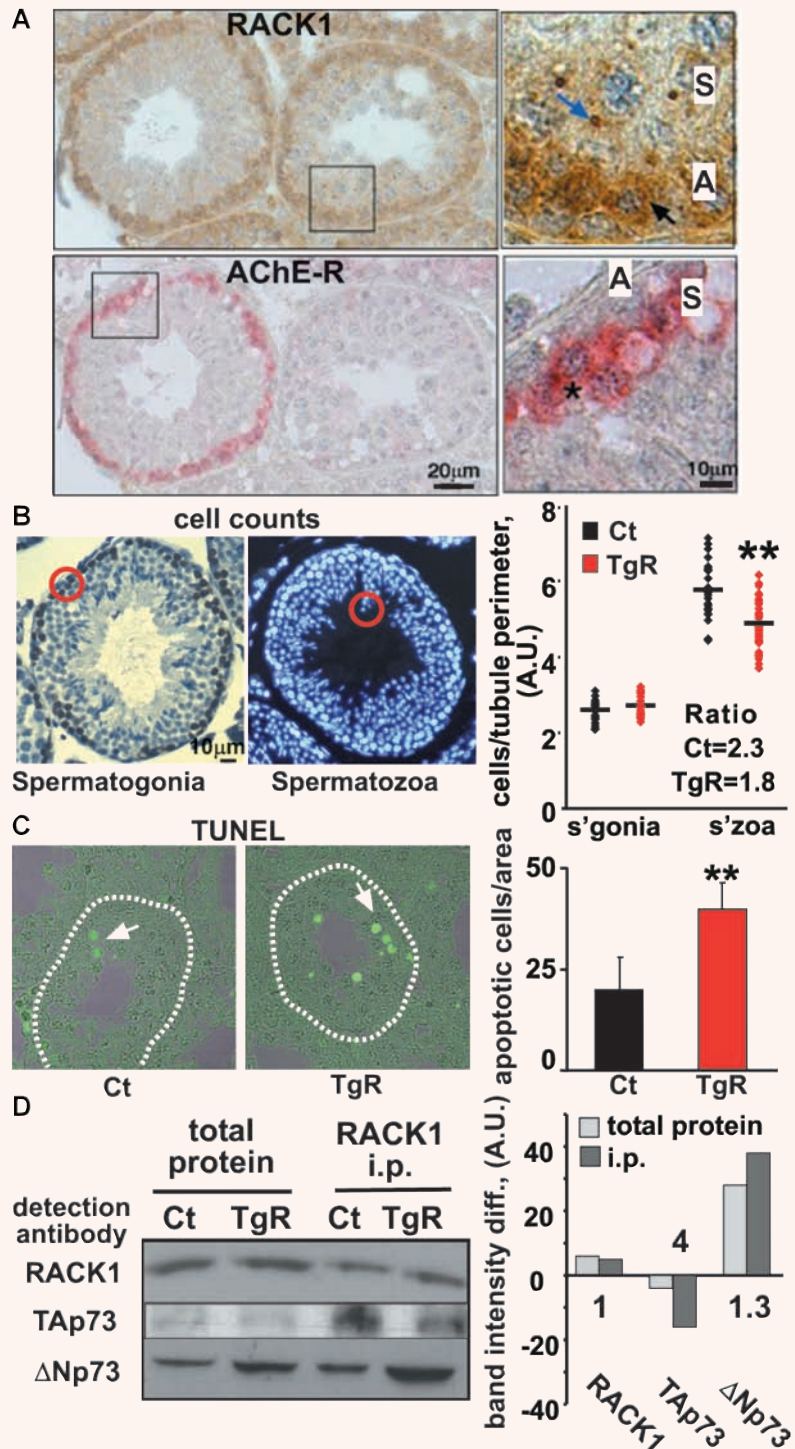 A
RACK1
S
A
AChE-R
A
S
*
20μm
10μm
B
cell counts
10μm
Spermatogonia
Spermatozoa
cells/tubule perimeter,
(A.U.)
8
6
4
2
0
Ct
TgR
**
Ratio
Ct=2.3
TgR=1.8
s'gonia
s'zoa
C
TUNEL
Ct
TgR
apoptotic cells/area
50
25
0
**
Ct
TgR
D
total
protein
RACK1
i.p.
detection
antibody
Ct
TgR
Ct
TgR
RACK1
TAp73
ΔNp73
band intensity diff., (A.U.)
40
20
0
-20
-40
total protein
i.p.
1
4
1.3
RACK1
TAp73
ΔNp73